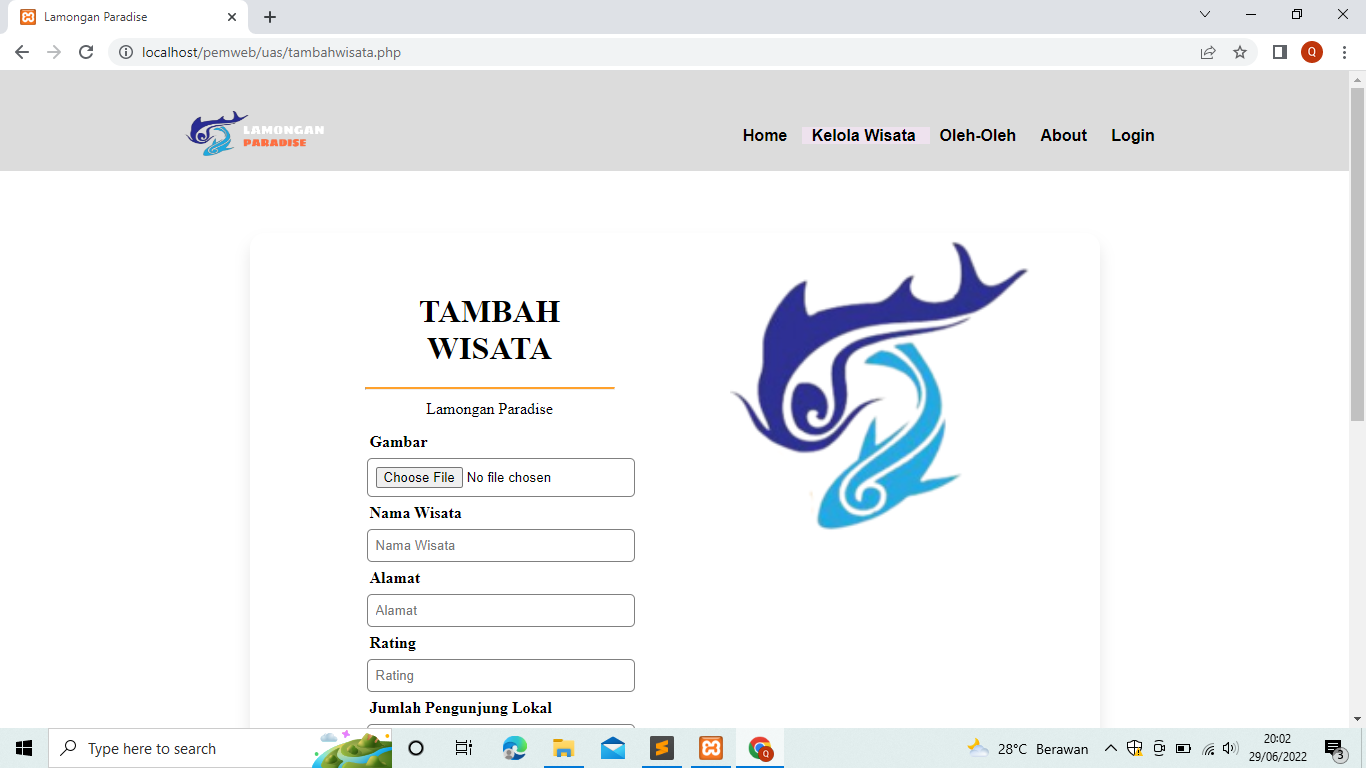 Lamongan Paradise
localhost/pemweb/uas/tambahwisata.php
Q
LAMONGAN
PARADISE
Home Kelola Wisata Oleh-Oleh About Login
TAMBAH
WISATA
Lamongan Paradise
Gambar
Choose File No file chosen
Nama Wisata
Nama Wisata
Alamat
Alamat
Rating
Rating
Jumlah Pengunjung Lokal
Type here to search
Q
28°C Berawan
20:02
29/06/2022
3